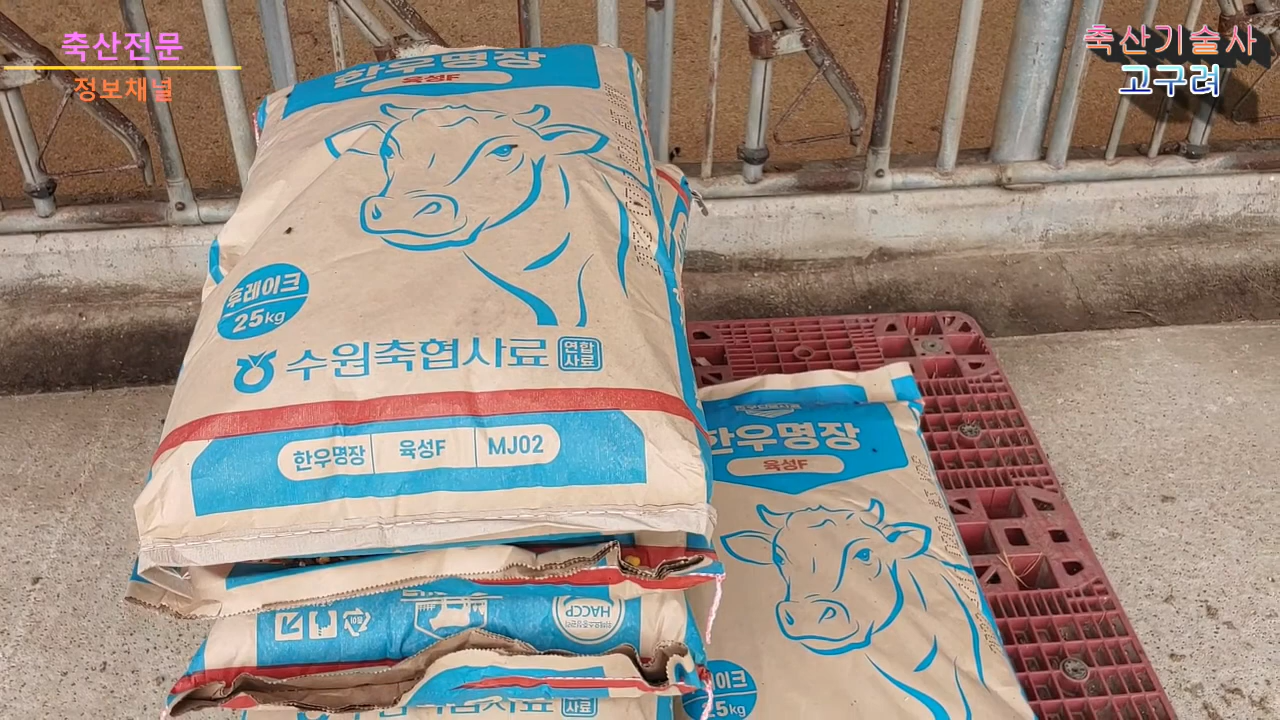 축산전문
정보채널
축산기술사
고구려
한우명장
육성F
후레이크
25kg
수원축협사료
연합
사료
한우명장
육성F
MJ02
HACCP
한우명장
육성F
25kg